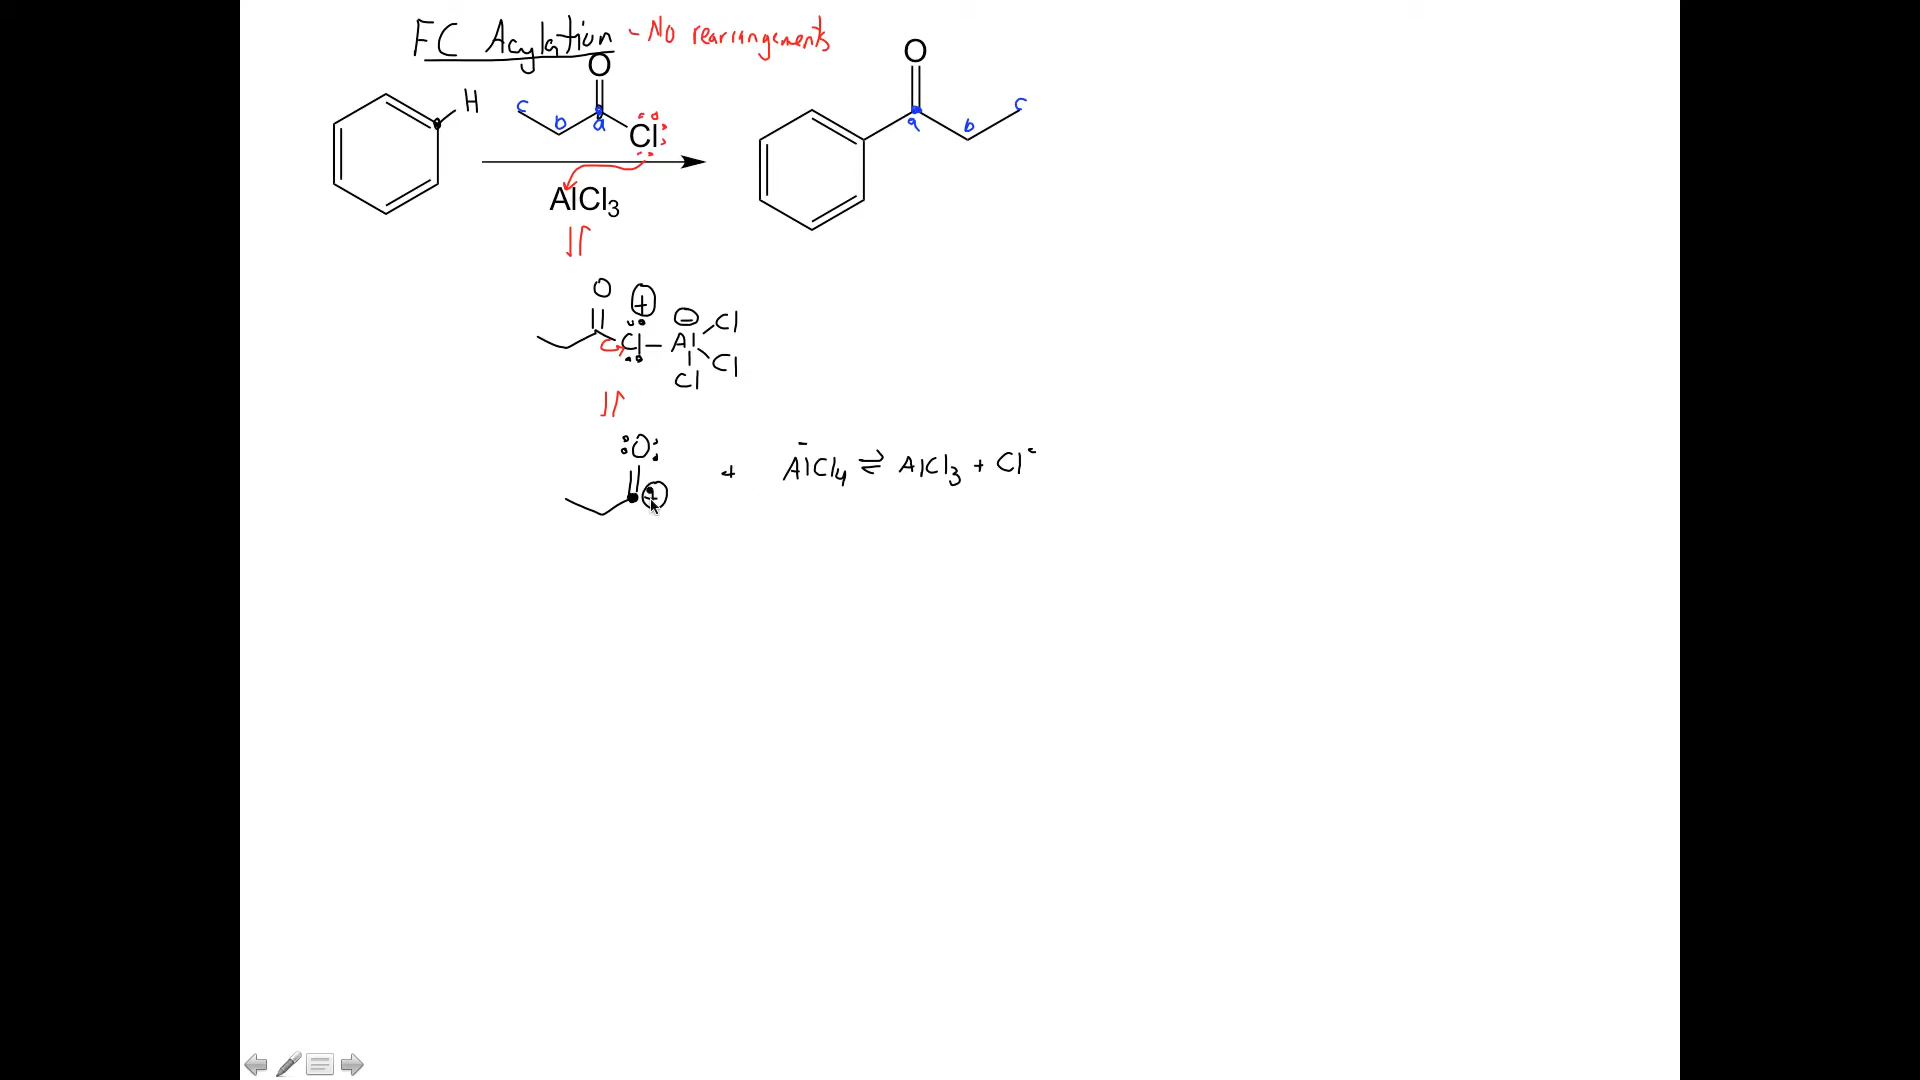 FC Acylation - No rearrangements
O
O
H
c
b
a
Cl
c
b
a
AlCl3
O
+
-
Cl
Cl
Al
Cl
Cl
:O:
+
+ AlCl4- ⇌ AlCl3 + Cl-